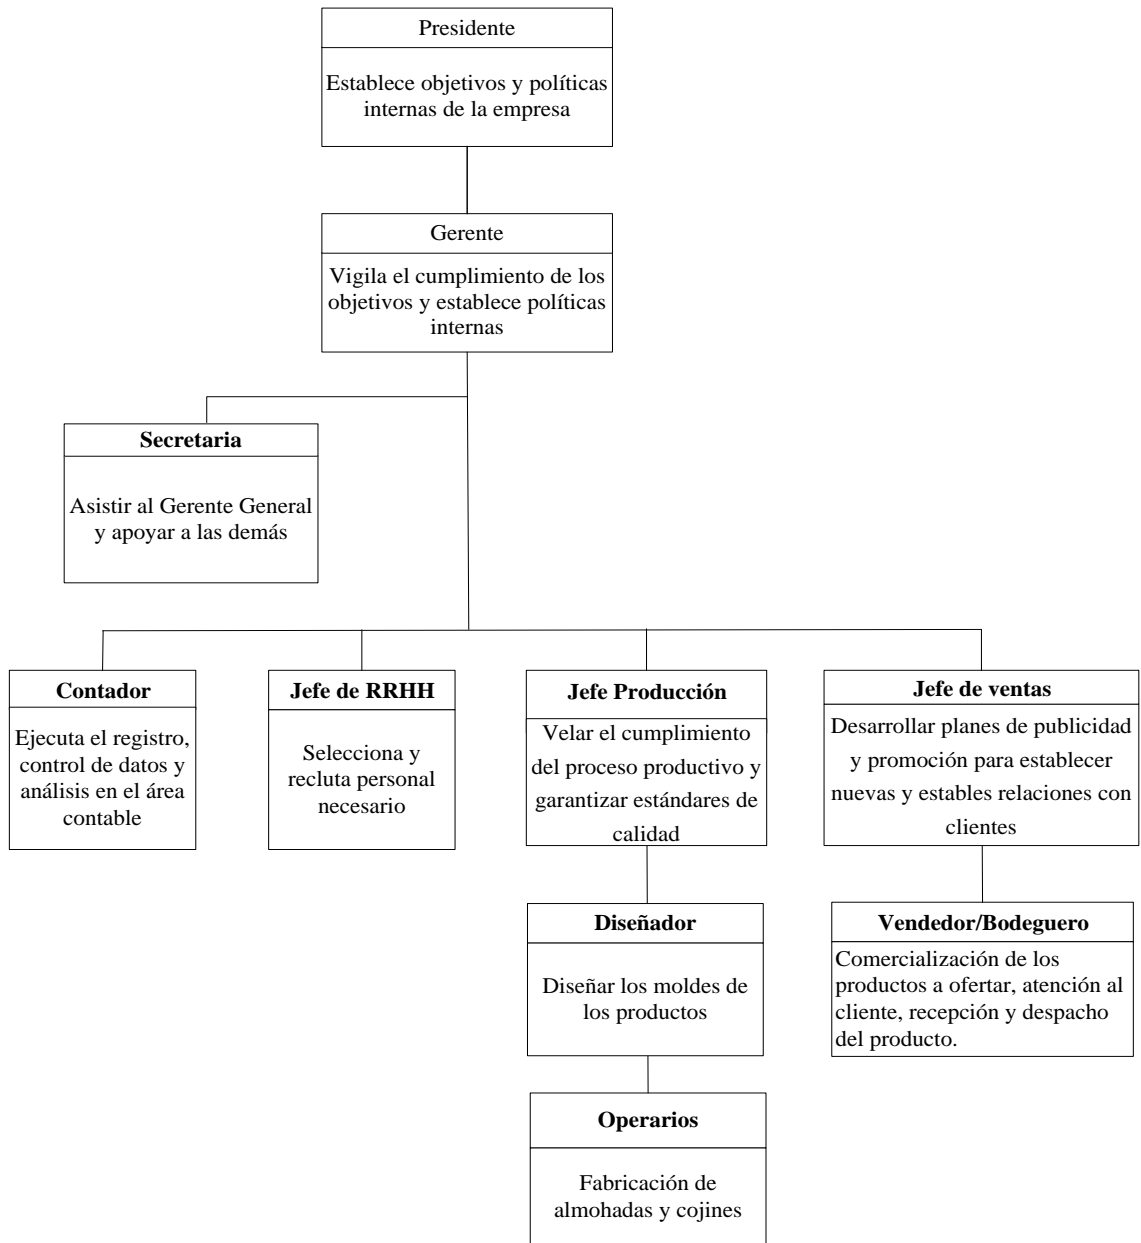 Presidente
Establece objetivos y políticas
internas de la empresa
Gerente
Vigila el cumplimiento de los
objetivos y establece políticas
internas
Secretaria
Asistir al Gerente General
y apoyar a las demás
Contador
Ejecuta el registro,
control de datos y
análisis en el área
contable
Jefe de RRHH
Selecciona y
recluta personal
necesario
Jefe Producción
Velar el cumplimiento
del proceso productivo y
garantizar estándares de
calidad
Jefe de ventas
Desarrollar planes de publicidad
y promoción para establecer
nuevas y estables relaciones con
clientes
Diseñador
Diseñar los moldes de
los productos
Vendedor/Bodeguero
Comercialización de los
productos a ofertar, atención al
cliente, recepción y despacho
del producto.
Operarios
Fabricación de
almohadas y cojines